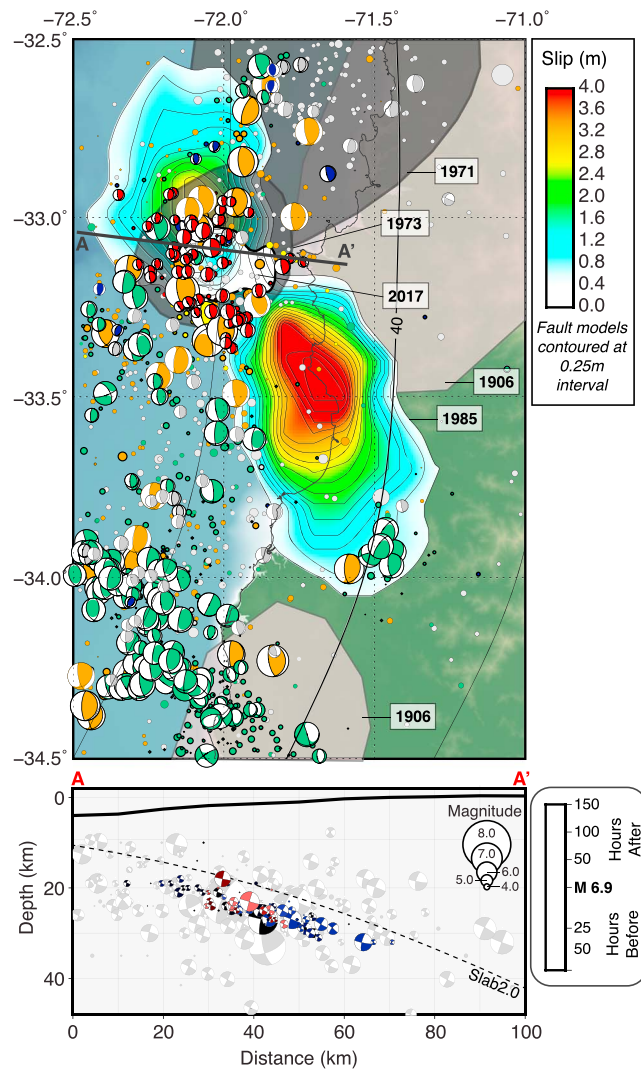 −72.5° −72.0° −71.5° −71.0°
−32.5°
−33.0°
−33.5°
−34.0°
−34.5°
40
1971
1973
A A’
2017
40
1906
1985
1906
Slip (m)
4.0
3.6
3.2
2.8
2.4
2.0
1.6
1.2
0.8
0.4
0.0
Fault models
contoured at
0.25m
interval
A A’
0
20
40
Depth (km)
Magnitude
8.0
7.0
6.0
5.0
4.0
Slab2.0
0 20 40 60 80 100
Distance (km)
150
100
50
M 6.9
25
50
Hours
After
Hours
Before